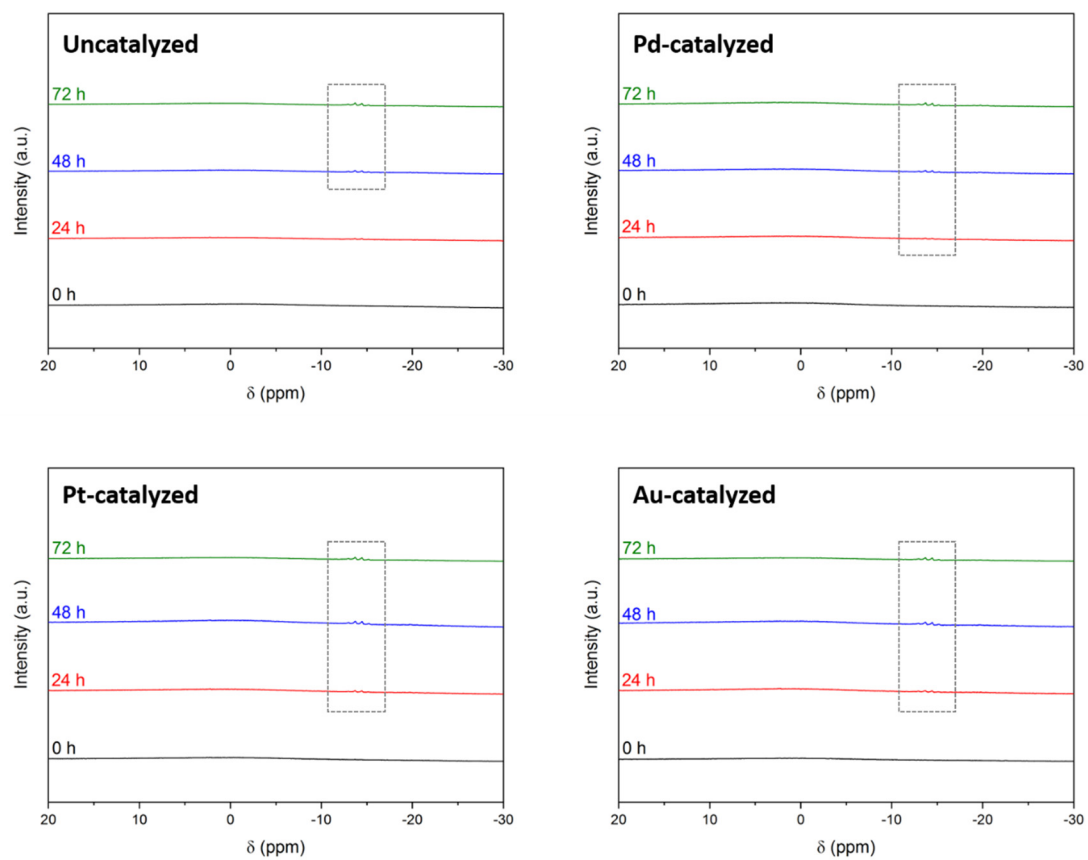 Uncatalyzed
72 h
48 h
24 h
0 h
Intensity (a.u.)
20 10 0 -10 -20 -30
δ (ppm)
Pd-catalyzed
72 h
48 h
24 h
0 h
Intensity (a.u.)
20 10 0 -10 -20 -30
δ (ppm)
Pt-catalyzed
72 h
48 h
24 h
0 h
Intensity (a.u.)
20 10 0 -10 -20 -30
δ (ppm)
Au-catalyzed
72 h
48 h
24 h
0 h
Intensity (a.u.)
20 10 0 -10 -20 -30
δ (ppm)